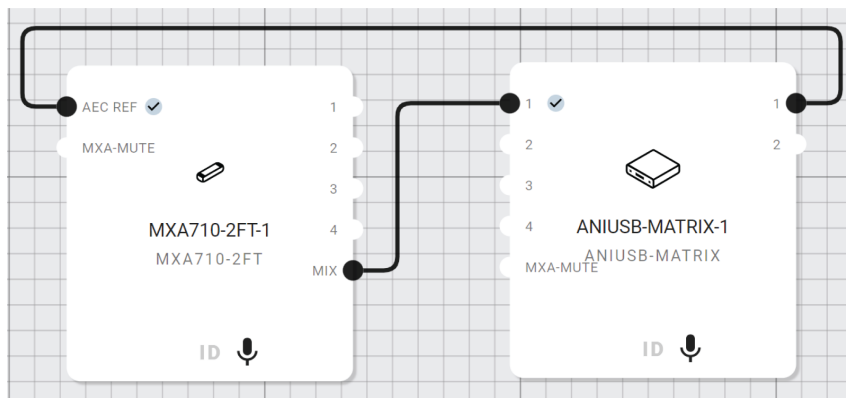 AEC REF
MXA-MUTE
1
2
3
4
MIX
MXA710-2FT-1
MXA710-2FT
ID
1
2
3
4
MXA-MUTE
1
2
ANIUSB-MATRIX-1
ANIUSB-MATRIX
ID